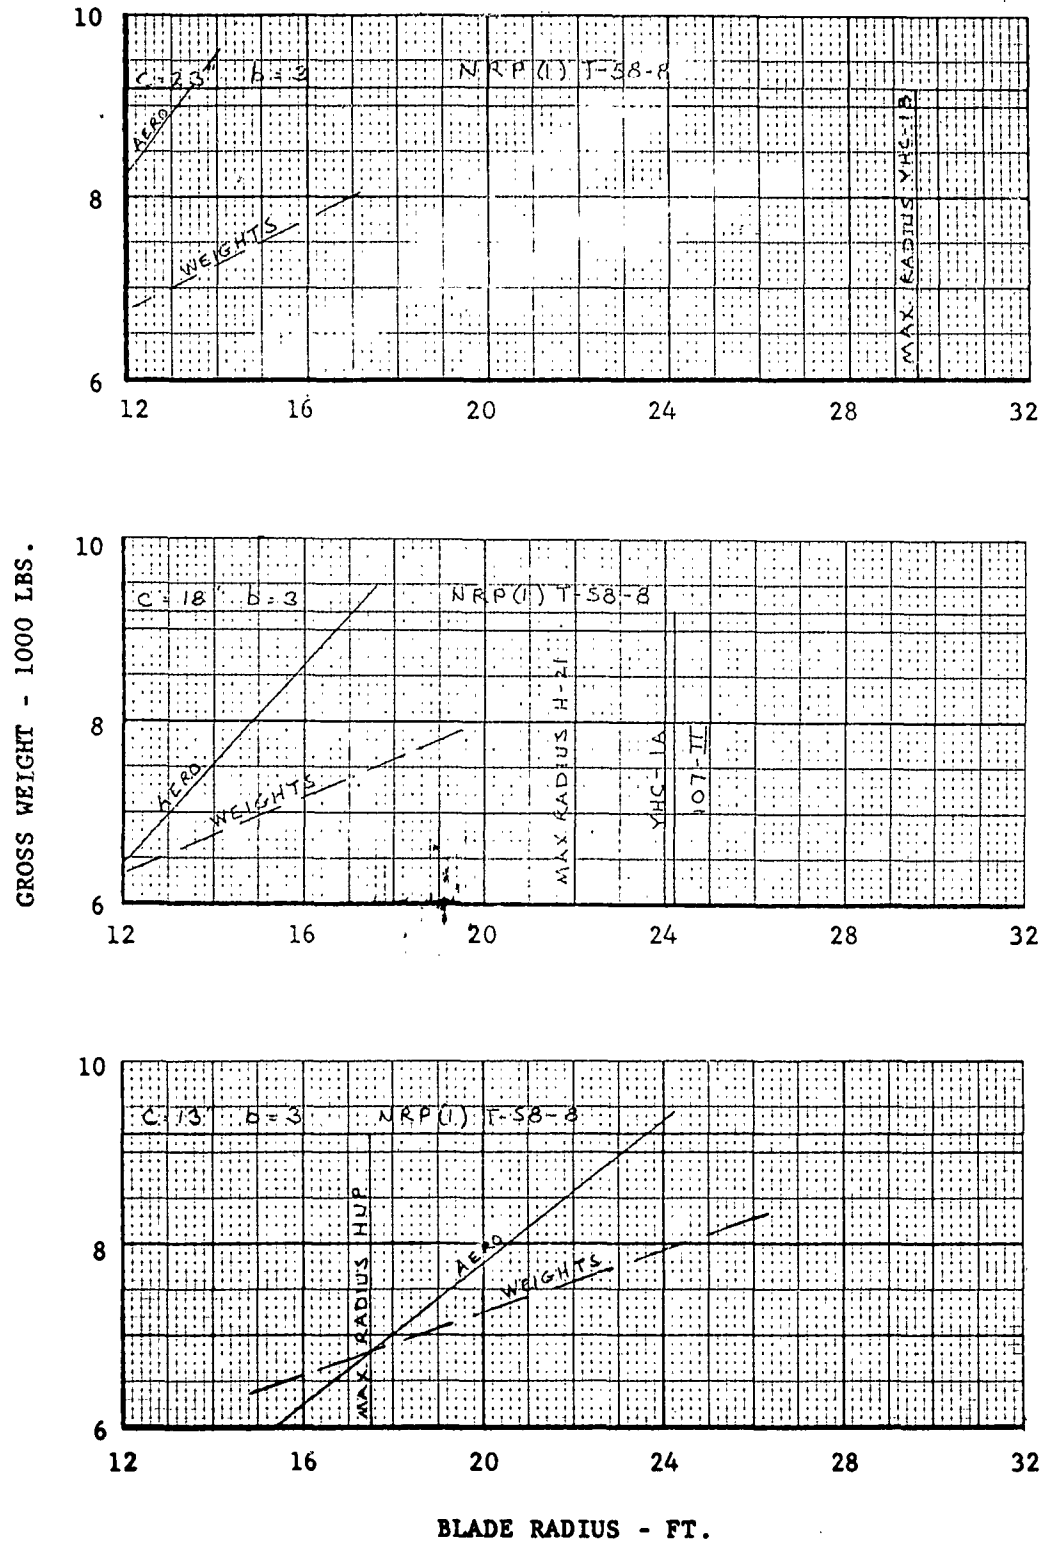 10
C = 23" b = 3 NRP (1) T-58-8
AERO
8
WEIGHTS
MAX RADIUS YHC-1B
6
12 16 20 24 28 32
GROSS WEIGHT - 1000 LBS.
10
C = 18" b = 3 NRP (1) T-58-8
8
AERO
WEIGHTS
MAX RADIUS H-21
YHC-1A
107-II
6
12 16 20 24 28 32
10
C = 13" b = 3 NRP (1) T-58-8
8
AERO
WEIGHTS
MAX RADIUS HUP
6
12 16 20 24 28 32
BLADE RADIUS - FT.